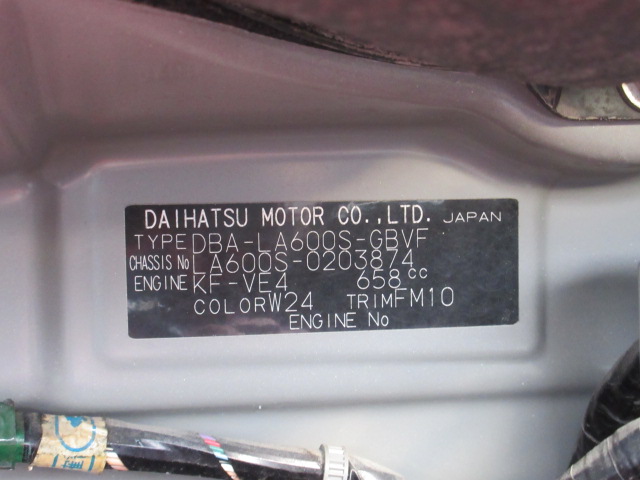 DAIHATSU MOTOR CO.,LTD. JAPAN
TYPE DBA-LA600S-GBVF
CHASSIS No LA600S-0203874
ENGINE KF-VE4 658cc
COLOR W24 TRIM FM10
ENGINE No